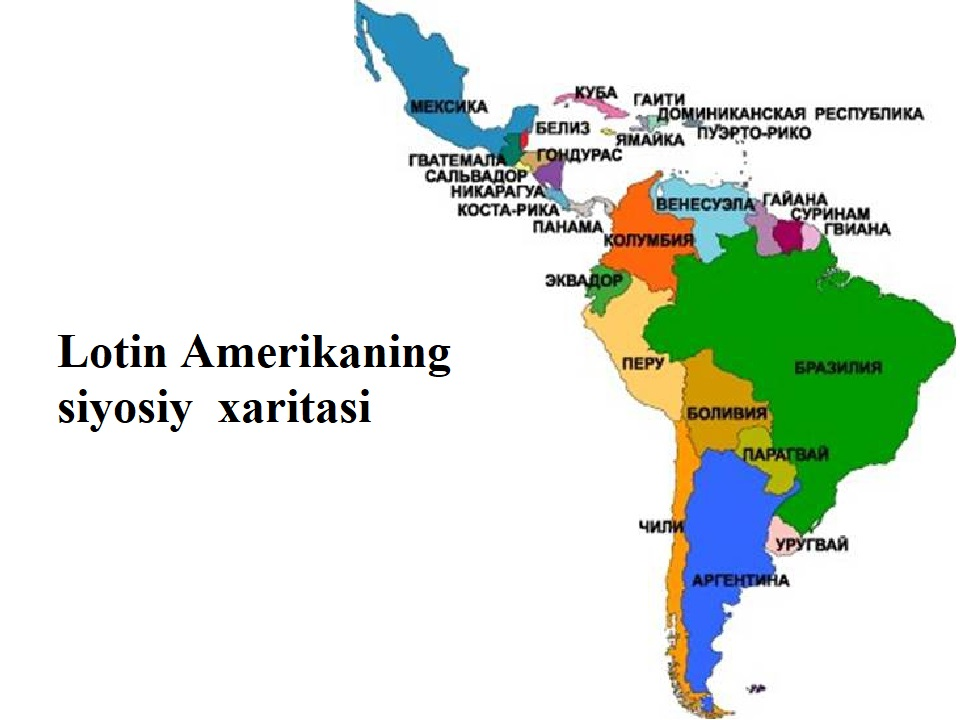 КУБА
ГАИТИ
МЕКСИКА
ДОМИНИКАНСКАЯ РЕСПУБЛИКА
БЕЛИЗ
ЯМАЙКА
ПУЭРТО-РИКО
ГВАТЕМАЛА
ГОНДУРАС
САЛЬВАДОР
НИКАРАГУА
КОСТА-РИКА
ПАНАМА
ВЕНЕСУЭЛА
ГАЙАНА
СУРИНАМ
ГВИАНА
КОЛУМБИЯ
ЭКВАДОР
Lotin Amerikaning
siyosiy xaritasi
ПЕРУ
БРАЗИЛИЯ
БОЛИВИЯ
ПАРАГВАЙ
ЧИЛИ
УРУГВАЙ
АРГЕНТИНА